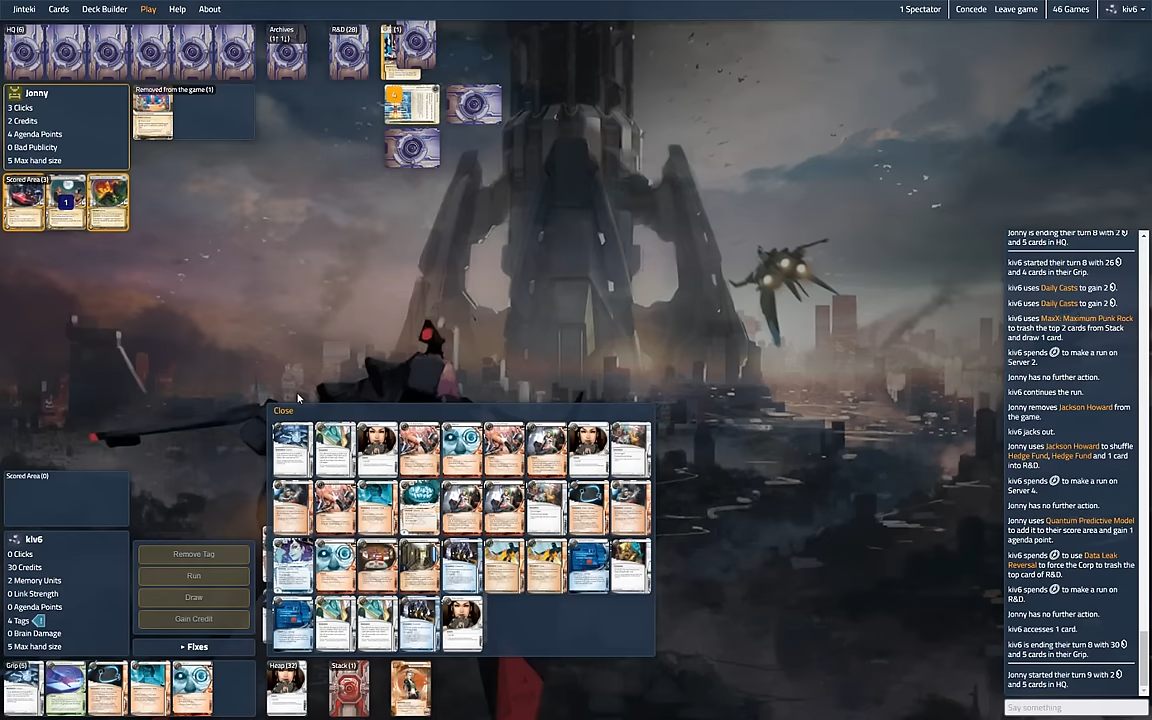 Jinteki Cards Deck Builder Play Help About
1 Spectator Concede Leave game 46 Games kiv6
HQ (6)
Archives
(1↑ 1↓)
R&D (28)
(1)
Jonny
3 Clicks
2 Credits
4 Agenda Points
0 Bad Publicity
5 Max hand size
Removed from the game (1)
Scored Area (3)
1
Jonny is ending their turn 8 with 2
and 5 cards in HQ.
kiv6 started their turn 8 with 26
and 4 cards in their Grip.
kiv6 uses Daily Casts to gain 2 .
kiv6 uses Daily Casts to gain 2 .
kiv6 uses MaxX: Maximum Punk Rock
to trash the top 2 cards from Stack
and draw 1 card.
kiv6 spends to make a run on
Server 2.
Jonny has no further action.
kiv6 continues the run.
Jonny removes Jackson Howard from
the game.
kiv6 jacks out.
Jonny uses Jackson Howard to shuffle
Hedge Fund, Hedge Fund and 1 card
into R&D.
kiv6 spends to make a run on
Server 4.
Jonny has no further action.
Jonny uses Quantum Predictive Model
to add it to their score area and gain 1
agenda point.
kiv6 spends to use Data Leak
Reversal to force the Corp to trash the
top card of R&D.
kiv6 spends to make a run on
R&D.
Jonny has no further action.
kiv6 accesses 1 card.
kiv6 is ending their turn 8 with 30
and 5 cards in their Grip.
Jonny started their turn 9 with 2
and 5 cards in HQ.
Say something
Close
Scored Area (0)
kiv6
0 Clicks
30 Credits
2 Memory Units
0 Link Strength
0 Agenda Points
4 Tags
0 Brain Damage
5 Max hand size
Remove Tag
Run
Draw
Gain Credit
▸ Fixes
Grip (5)
Heap (32)
Stack (1)